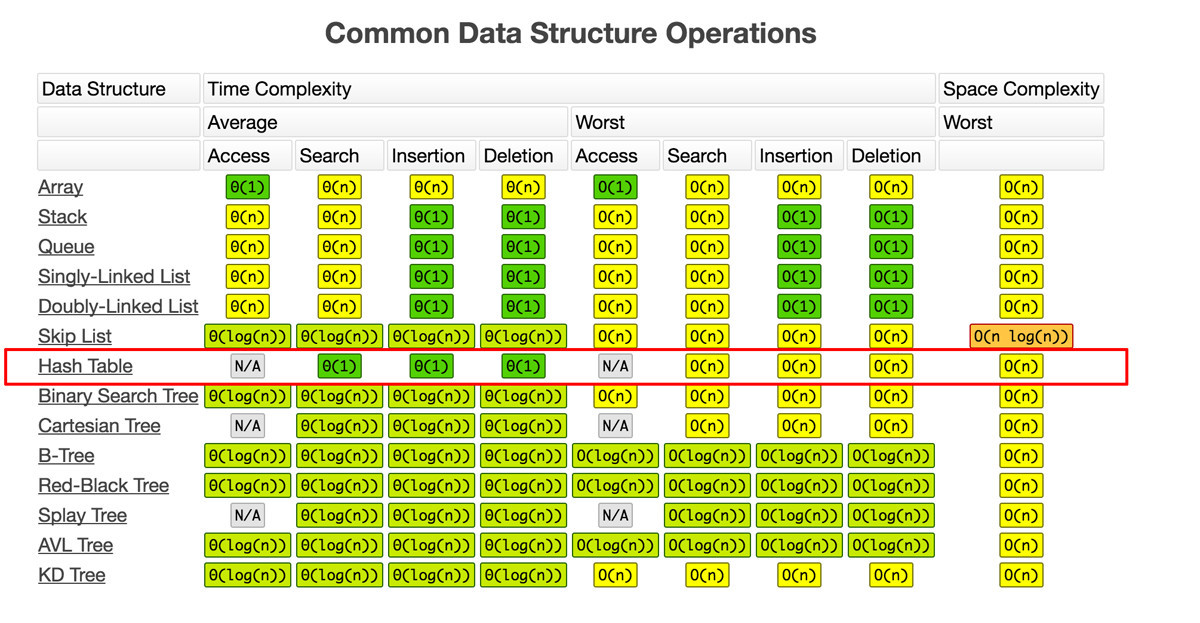 Common Data Structure Operations
Data Structure Time Complexity Space Complexity
Average Worst Worst
Access Search Insertion Deletion Access Search Insertion Deletion
Array Θ(1) Θ(n) Θ(n) Θ(n) O(1) O(n) O(n) O(n) O(n)
Stack Θ(n) Θ(n) Θ(1) Θ(1) O(n) O(n) O(1) O(1) O(n)
Queue Θ(n) Θ(n) Θ(1) Θ(1) O(n) O(n) O(1) O(1) O(n)
Singly-Linked List Θ(n) Θ(n) Θ(1) Θ(1) O(n) O(n) O(1) O(1) O(n)
Doubly-Linked List Θ(n) Θ(n) Θ(1) Θ(1) O(n) O(n) O(1) O(1) O(n)
Skip List Θ(log(n)) Θ(log(n)) Θ(log(n)) Θ(log(n)) O(n) O(n) O(n) O(n) O(n log(n))
Hash Table N/A Θ(1) Θ(1) Θ(1) N/A O(n) O(n) O(n) O(n)
Binary Search Tree Θ(log(n)) Θ(log(n)) Θ(log(n)) Θ(log(n)) O(n) O(n) O(n) O(n) O(n)
Cartesian Tree N/A Θ(log(n)) Θ(log(n)) Θ(log(n)) N/A O(n) O(n) O(n) O(n)
B-Tree Θ(log(n)) Θ(log(n)) Θ(log(n)) Θ(log(n)) O(log(n)) O(log(n)) O(log(n)) O(log(n)) O(n)
Red-Black Tree Θ(log(n)) Θ(log(n)) Θ(log(n)) Θ(log(n)) O(log(n)) O(log(n)) O(log(n)) O(log(n)) O(n)
Splay Tree N/A Θ(log(n)) Θ(log(n)) Θ(log(n)) N/A O(log(n)) O(log(n)) O(log(n)) O(n)
AVL Tree Θ(log(n)) Θ(log(n)) Θ(log(n)) Θ(log(n)) O(log(n)) O(log(n)) O(log(n)) O(log(n)) O(n)
KD Tree Θ(log(n)) Θ(log(n)) Θ(log(n)) Θ(log(n)) O(n) O(n) O(n) O(n) O(n)